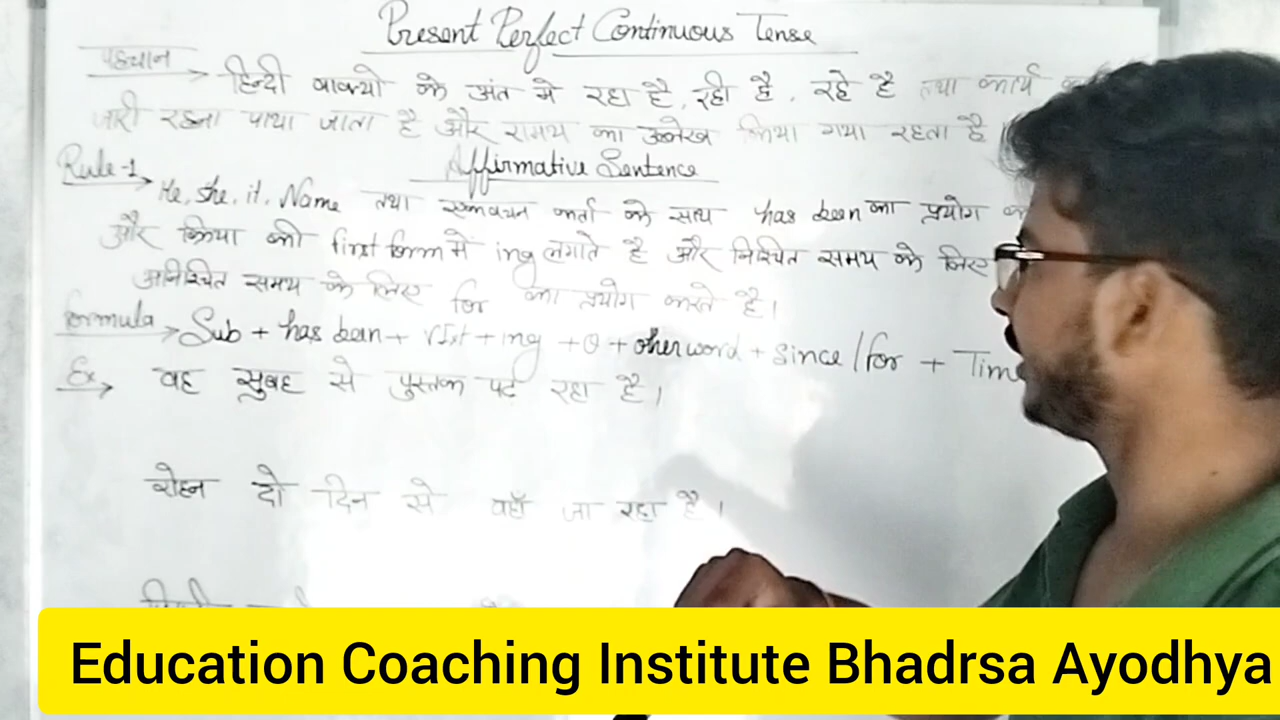 Present Perfect Continuous Tense
पहचान → हिन्दी वाक्यो के अंत मे रहा है, रही है, रहे है तथा कार्य
जारी रहना पाया जाता है और समय का उल्लेख किया गया रहता है
Affirmative Sentence
Rule-1 → He, she, it, Name तथा एकवचन कर्ता के साथ has been का प्रयोग
और क्रिया की first form में ing लगाते है और निश्चित समय के लिए
अनिश्चित समय के लिए for का प्रयोग करते है।
formula → Sub + has been + VIst + ing + O + other word + since / for + Time
Ex → वह सुबह से पुस्तक पढ़ रहा है।
रोहन दो दिन से वहाँ जा रहा है।
Education Coaching Institute Bhadrsa Ayodhya